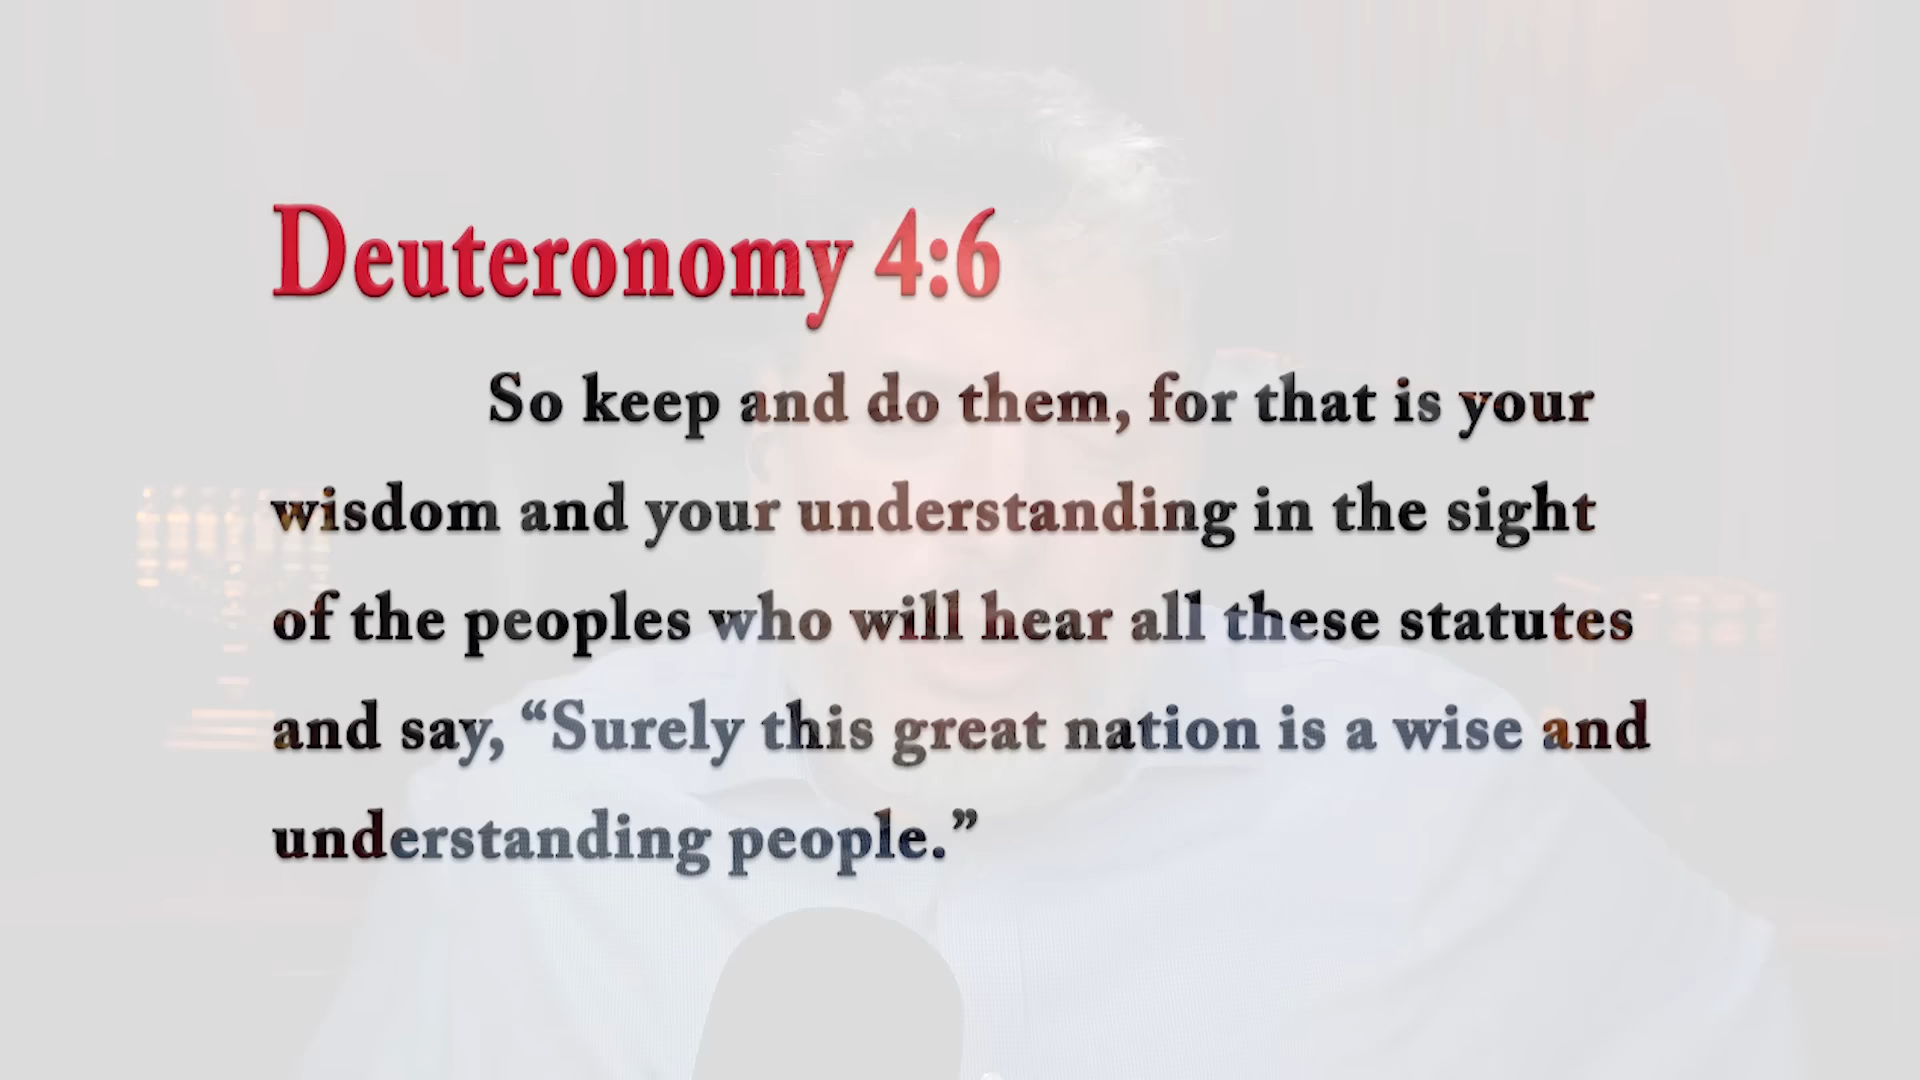 Deuteronomy 4:6
So keep and do them, for that is your
wisdom and your understanding in the sight
of the peoples who will hear all these statutes
and say, “Surely this great nation is a wise and
understanding people.”